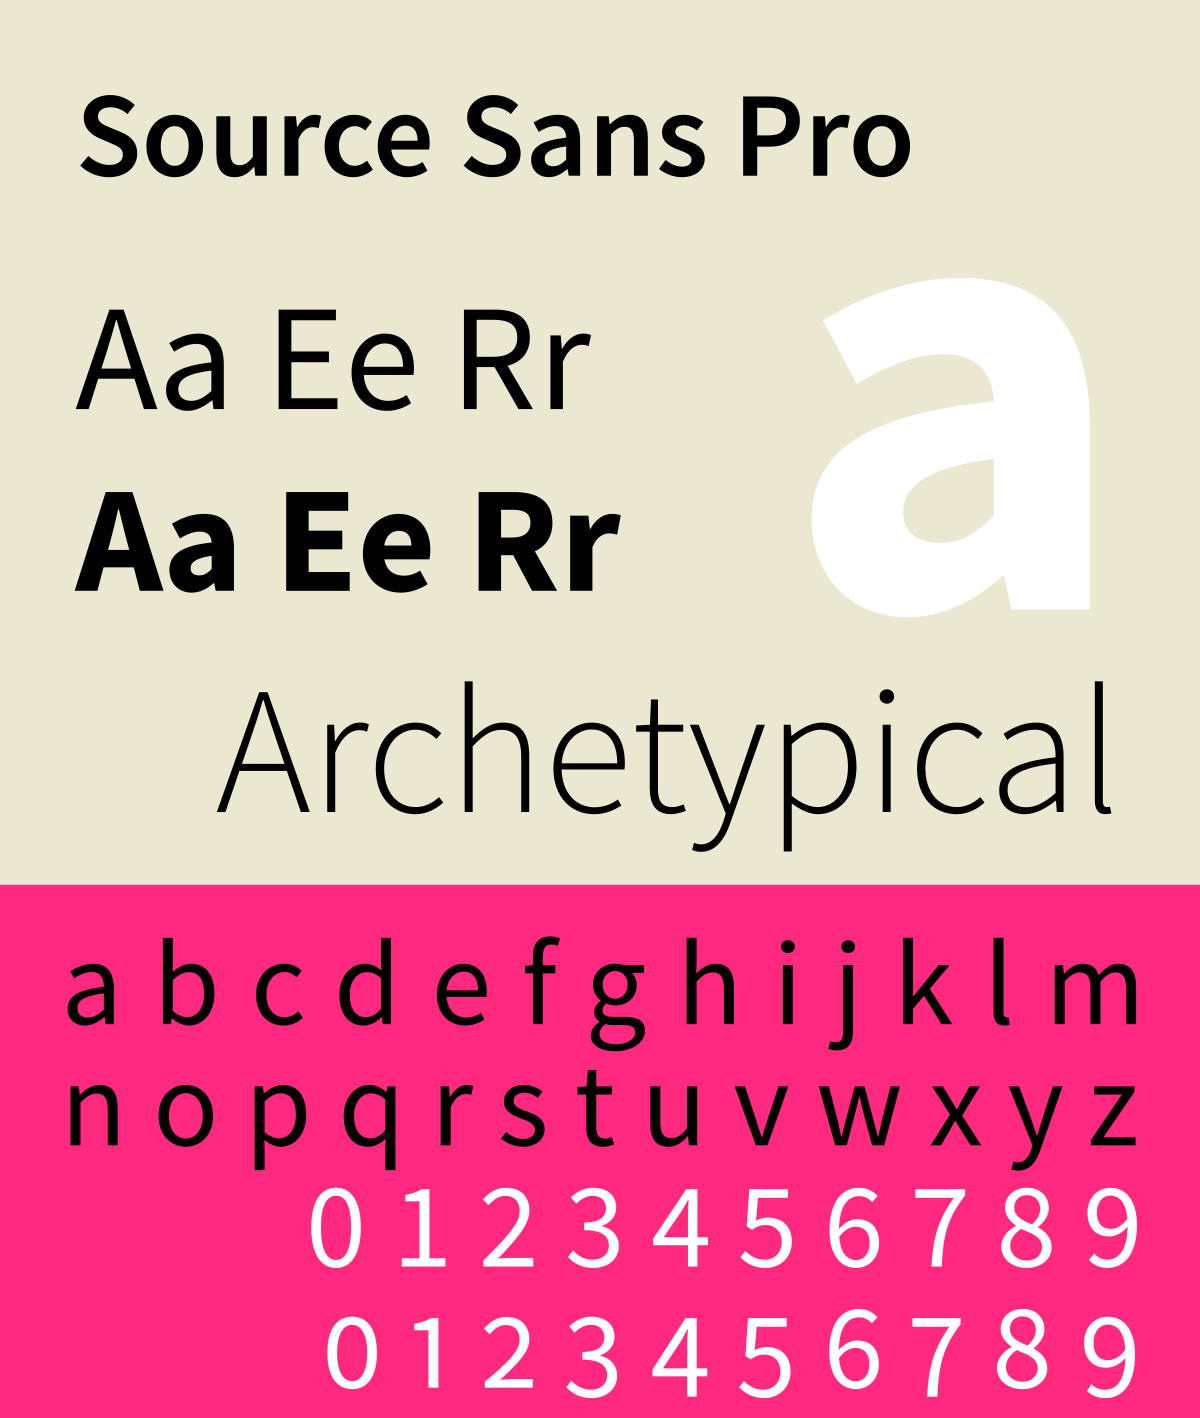 Source Sans Pro
Aa Ee Rr
a
Aa Ee Rr
Archetypical
a b c d e f g h i j k l m
n o p q r s t u v w x y z
0 1 2 3 4 5 6 7 8 9
0 1 2 3 4 5 6 7 8 9